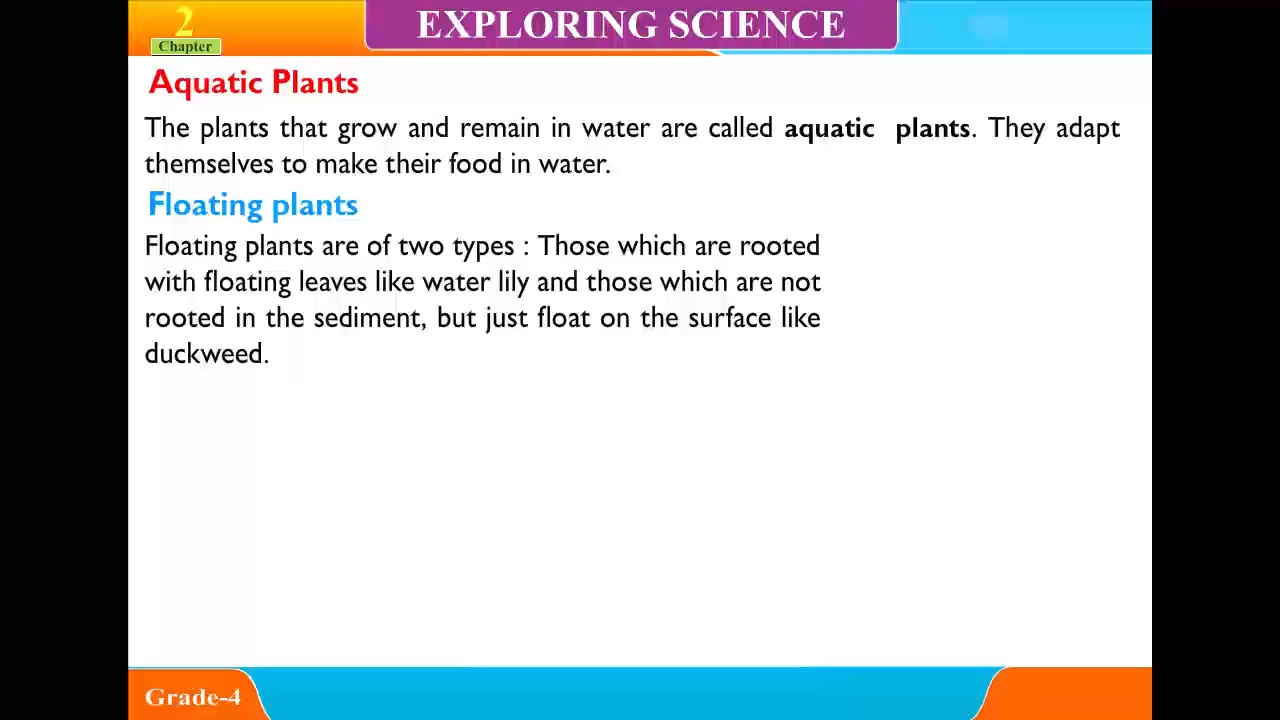 2
Chapter
EXPLORING SCIENCE
Aquatic Plants
The plants that grow and remain in water are called aquatic plants. They adapt
themselves to make their food in water.
Floating plants
Floating plants are of two types : Those which are rooted
with floating leaves like water lily and those which are not
rooted in the sediment, but just float on the surface like
duckweed.
Grade-4